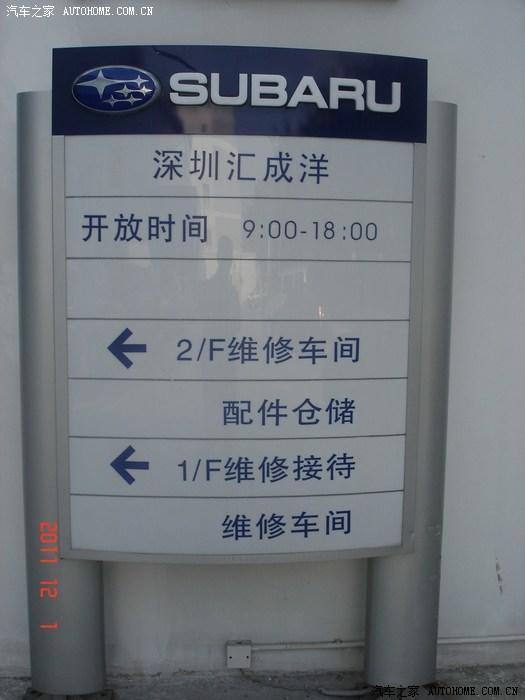 汽车之家 AUTOHOME.COM.CN
SUBARU
深圳汇成洋
开放时间 9:00-18:00
← 2/F维修车间
配件仓储
← 1/F维修接待
维修车间
2011 12 1
汽车之家 AUTOHOME.COM.CN